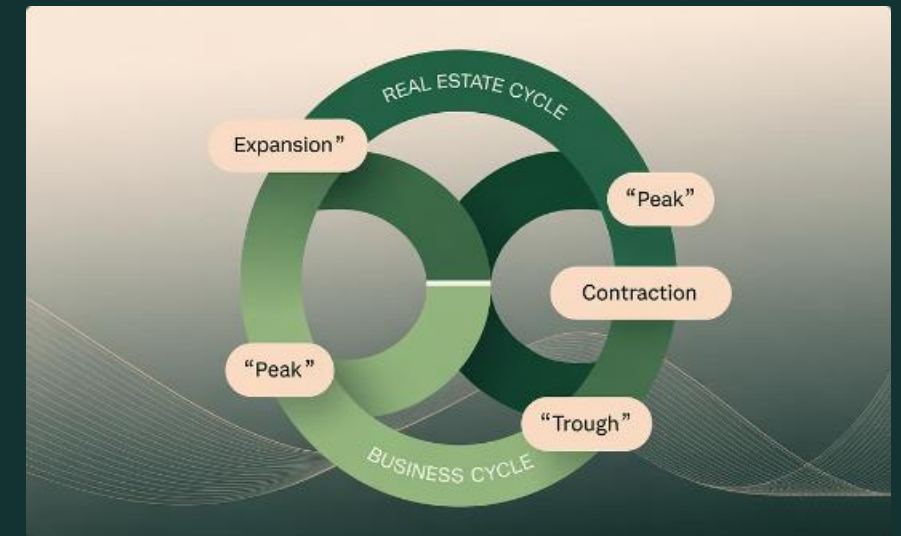 REAL ESTATE CYCLE
Expansion”
“Peak”
Contraction
“Peak”
“Trough”
BUSINESS CYCLE